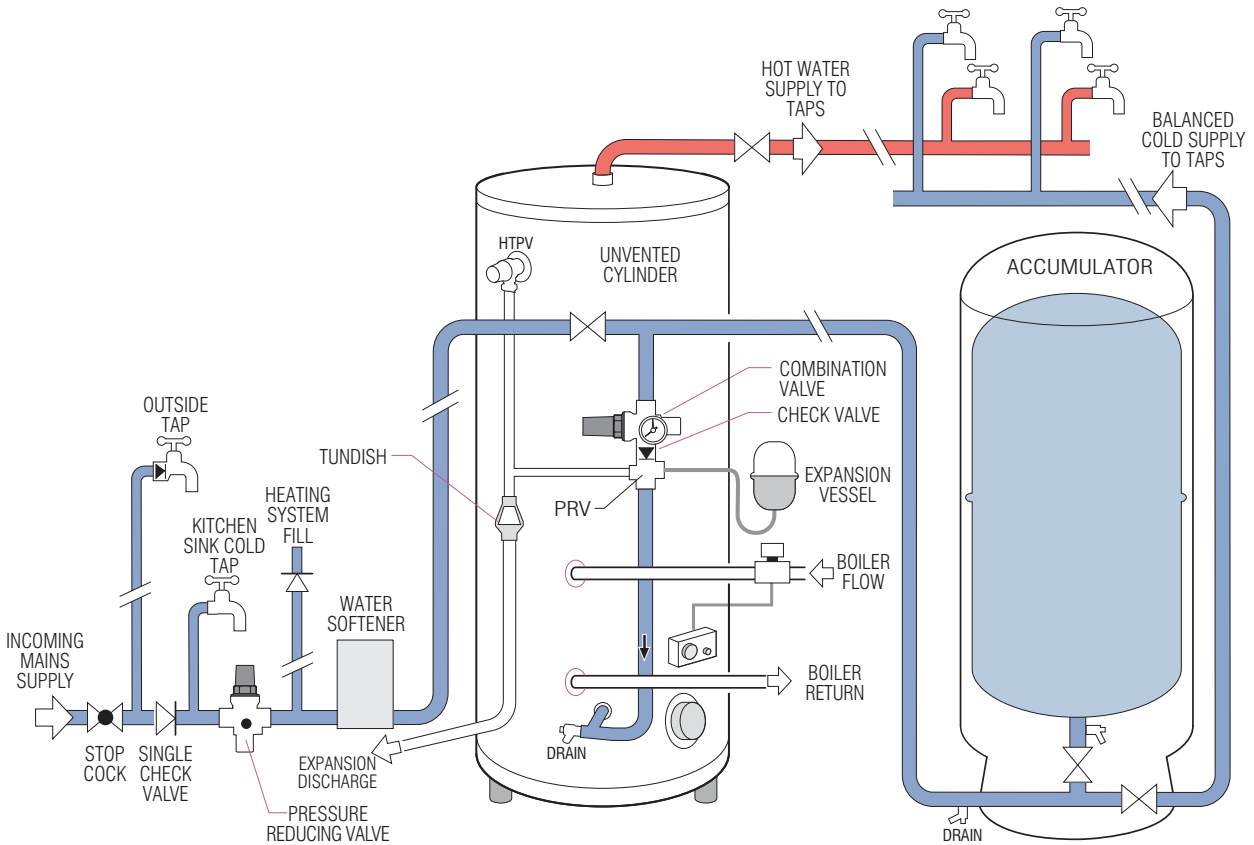 HOT WATER
SUPPLY TO
TAPS
BALANCED
COLD SUPPLY
TO TAPS
HTPV
UNVENTED
CYLINDER
ACCUMULATOR
COMBINATION
VALVE
CHECK VALVE
OUTSIDE
TAP
TUNDISH
EXPANSION
VESSEL
PRV
HEATING
SYSTEM
FILL
KITCHEN
SINK COLD
TAP
BOILER
FLOW
WATER
SOFTENER
INCOMING
MAINS
SUPPLY
BOILER
RETURN
STOP
COCK
SINGLE
CHECK
VALVE
EXPANSION
DISCHARGE
DRAIN
PRESSURE
REDUCING VALVE
DRAIN